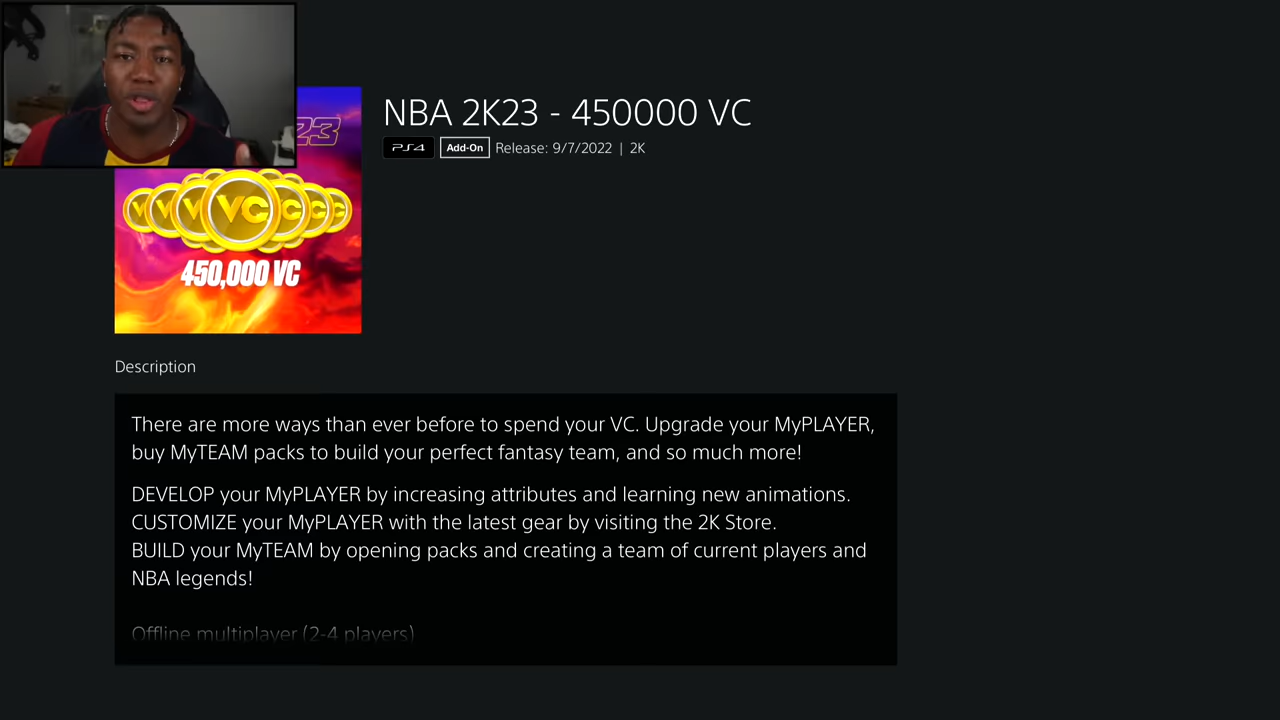 23
NBA 2K23 - 450000 VC
PS4 Add-On Release: 9/7/2022 | 2K
V V V VC C C C
450,000 VC
Description
There are more ways than ever before to spend your VC. Upgrade your MyPLAYER,
buy MyTEAM packs to build your perfect fantasy team, and so much more!
DEVELOP your MyPLAYER by increasing attributes and learning new animations.
CUSTOMIZE your MyPLAYER with the latest gear by visiting the 2K Store.
BUILD your MyTEAM by opening packs and creating a team of current players and
NBA legends!
Offline multiplayer (2-4 players)